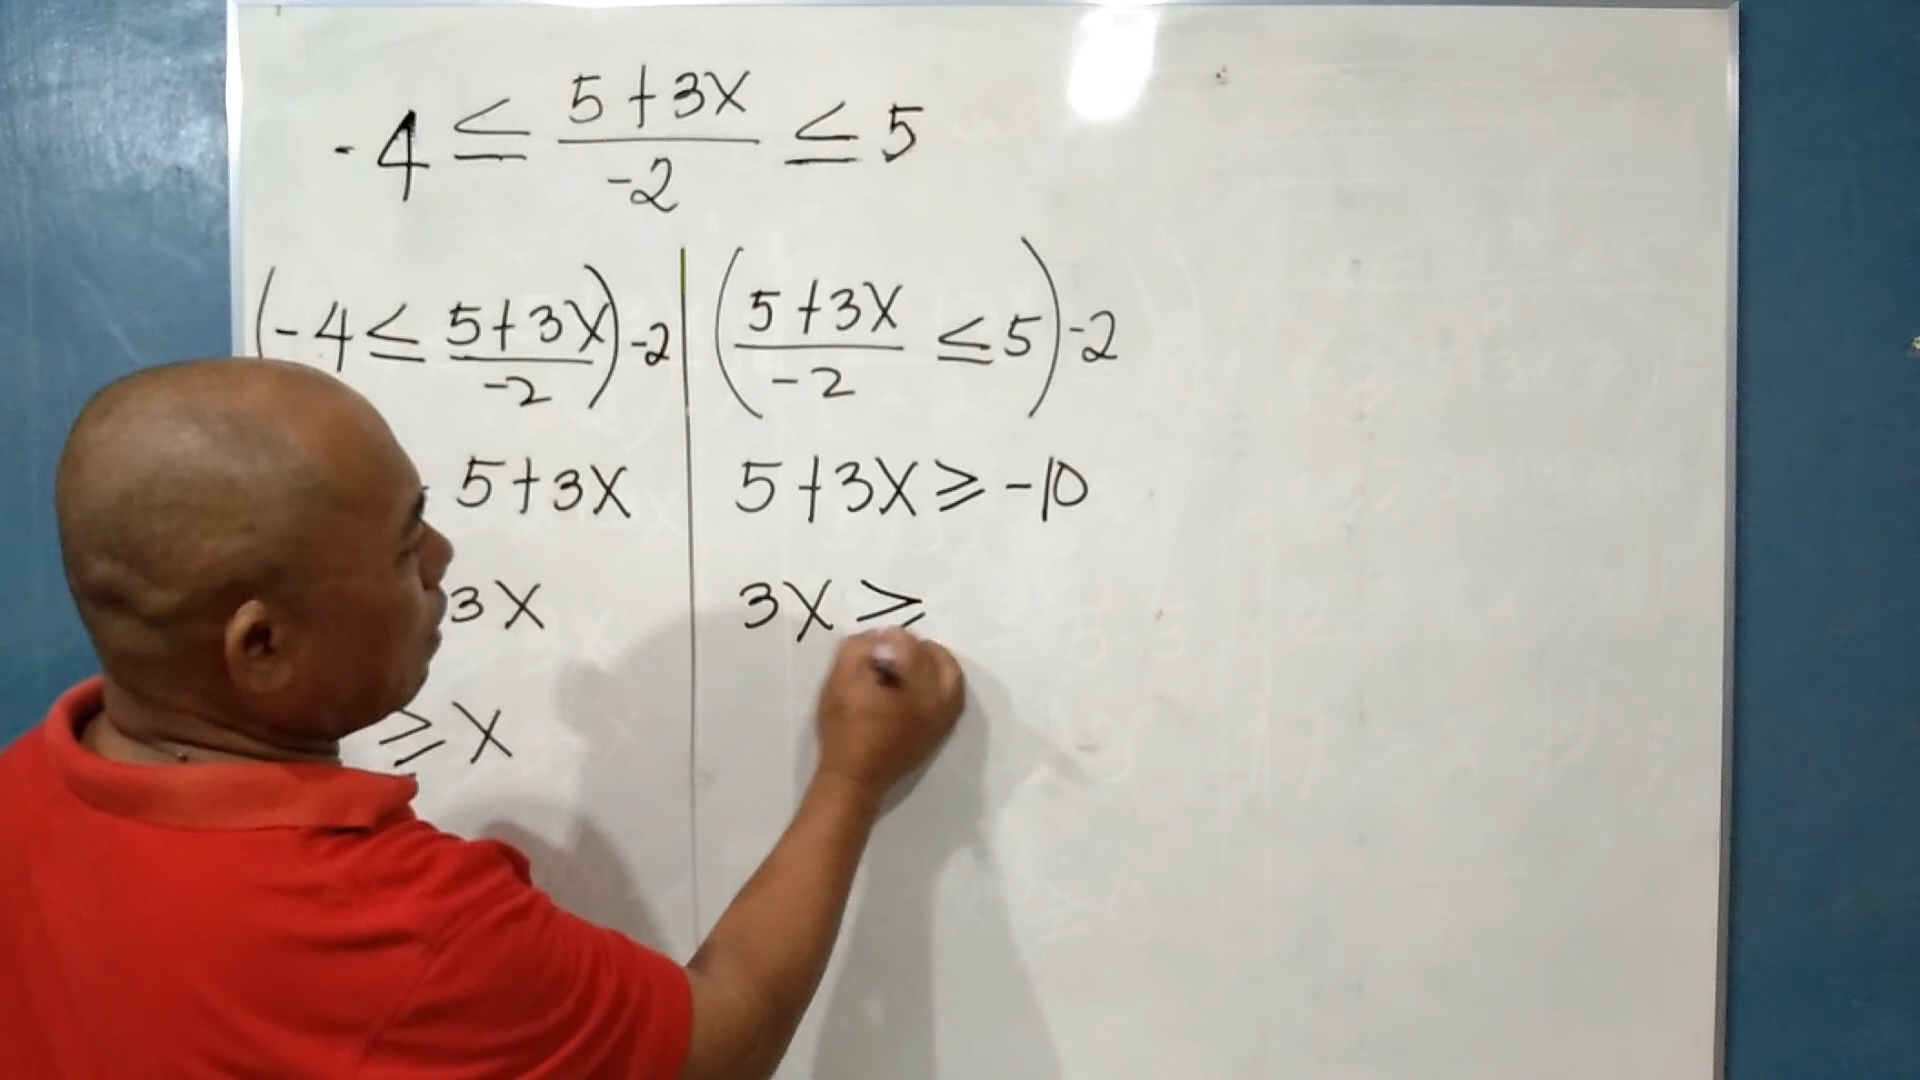 -4 ≤ (5+3X)/-2 ≤ 5
(-4 ≤ (5+3X)/-2) -2
5+3X
3X
≥ X
((5+3X)/-2 ≤ 5) -2
5+3X ≥ -10
3X ≥